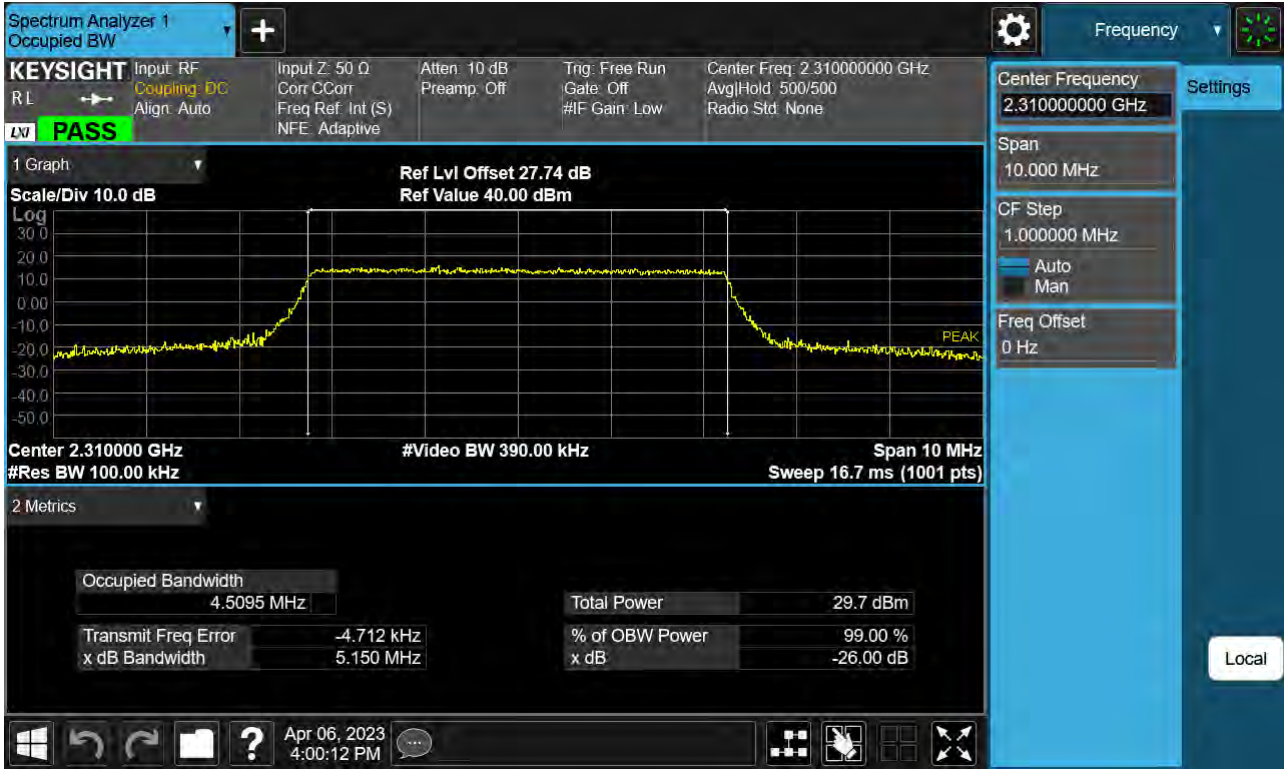 Spectrum Analyzer 1
Occupied BW
Frequency
KEYSIGHT
R L
LXI
PASS
Input: RF
Coupling: DC
Align: Auto
Input Z: 50 Ω
Corr CCorr
Freq Ref: Int (S)
NFE: Adaptive
Atten: 10 dB
Preamp: Off
Trig: Free Run
Gate: Off
#IF Gain: Low
Center Freq: 2.310000000 GHz
Avg|Hold: 500/500
Radio Std: None
Center Frequency
2.310000000 GHz
Settings
Span
10.000 MHz
CF Step
1.000000 MHz
Auto
Man
Freq Offset
0 Hz
1 Graph
Scale/Div 10.0 dB
Ref Lvl Offset 27.74 dB
Ref Value 40.00 dBm
Log
30.0
20.0
10.0
0.00
-10.0
-20.0
-30.0
-40.0
-50.0
PEAK
Center 2.310000 GHz
#Video BW 390.00 kHz
Span 10 MHz
#Res BW 100.00 kHz
Sweep 16.7 ms (1001 pts)
2 Metrics
Occupied Bandwidth
4.5095 MHz
Total Power 29.7 dBm
Transmit Freq Error -4.712 kHz
% of OBW Power 99.00 %
x dB Bandwidth 5.150 MHz
x dB -26.00 dB
Local
?
Apr 06, 2023
4:00:12 PM